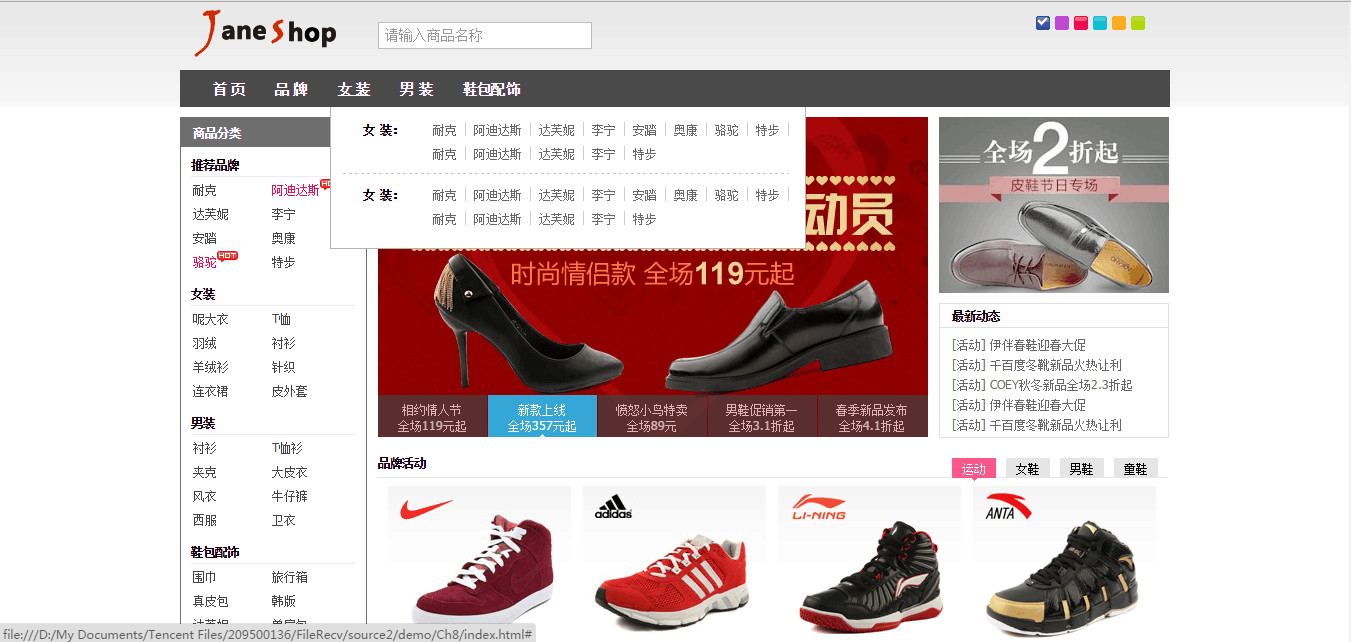 Jane Shop
请输入商品名称
首页 品牌 女装 男装 鞋包配饰
女 装: 耐克 阿迪达斯 达芙妮 李宁 安踏 奥康 骆驼 特步
耐克 阿迪达斯 达芙妮 李宁 特步
女 装: 耐克 阿迪达斯 达芙妮 李宁 安踏 奥康 骆驼 特步
耐克 阿迪达斯 达芙妮 李宁 特步
商品分类
推荐品牌
耐克 阿迪达斯
达芙妮 李宁
安踏 奥康
骆驼 HOT 特步
女装
呢大衣 T恤
羽绒 衬衫
羊绒衫 针织
连衣裙 皮外套
男装
衬衫 T恤衫
夹克 大皮衣
风衣 牛仔裤
西服 卫衣
鞋包配饰
围巾 旅行箱
真皮包 韩版
动员
时尚情侣款 全场119元起
相约情人节 新款上线 愤怒小鸟特卖 男鞋促销第一 春季新品发布
全场119元起 全场357元起 全场89元 全场3.1折起 全场4.1折起
全场2折起
皮鞋节日专场
最新动态
[活动] 伊伴春鞋迎春大促
[活动] 千百度冬靴新品火热让利
[活动] COEY秋冬新品全场2.3折起
[活动] 伊伴春鞋迎春大促
[活动] 千百度冬靴新品火热让利
品牌活动 运动 女鞋 男鞋 童鞋
adidas LI-NING ANTA
file:///D:/My Documents/Tencent Files/209500136/FileRecv/source2/demo/Ch8/index.html#